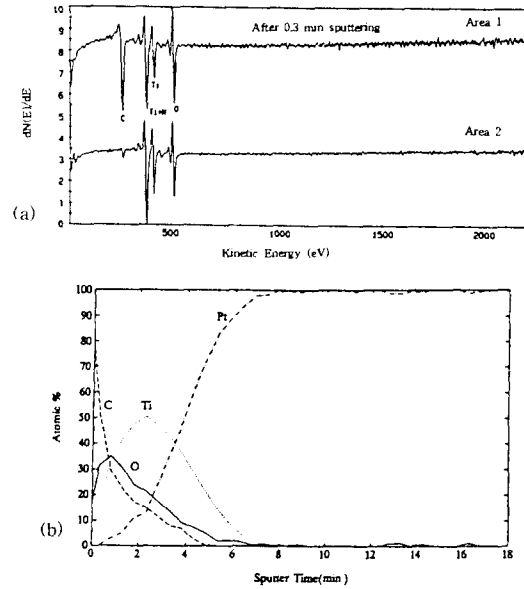 After 0.3 min sputtering
Area 1
Area 2
C
Ti
Ti+N
O
10
9
8
7
6
5
4
3
2
1
0
dN(E)/dE
500
1000
1500
2000
Kinetic Energy (eV)
(a)
100
90
80
70
60
50
40
30
20
10
0
Atomic %
Pt
C
Ti
O
0
2
4
6
8
10
12
14
16
18
Sputter Time(min)
(b)